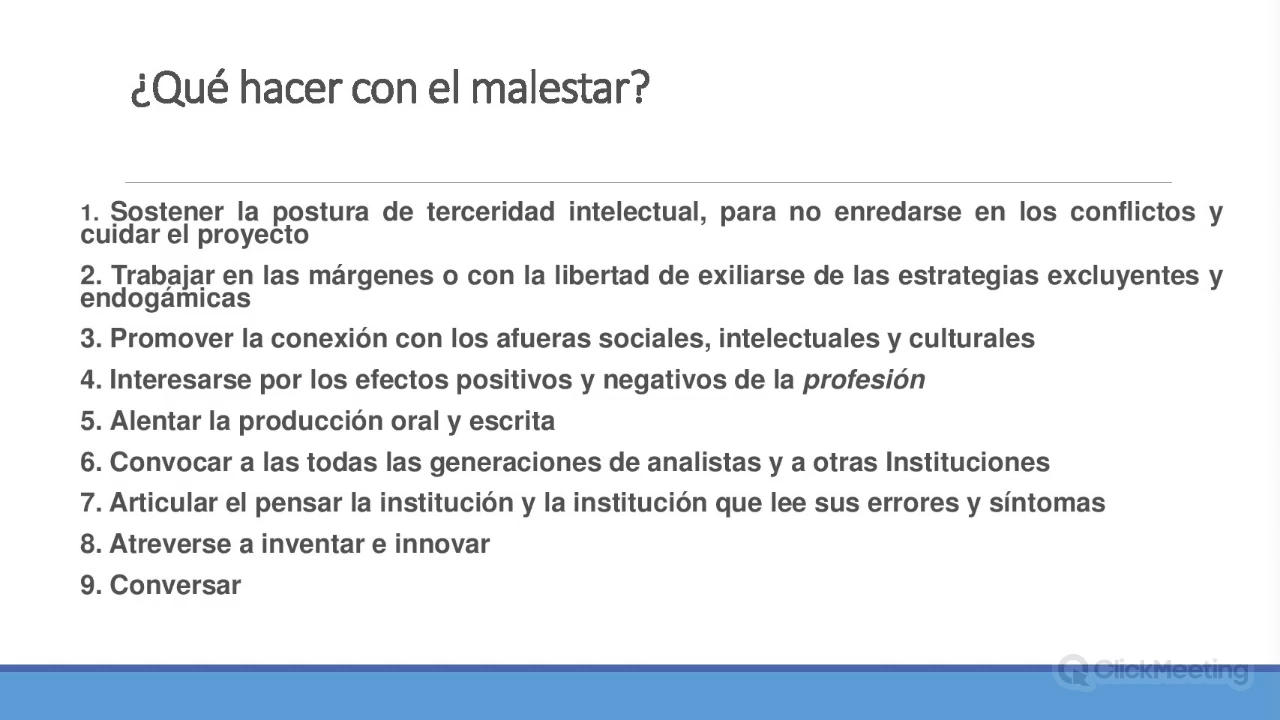 ¿Qué hacer con el malestar?
1. Sostener la postura de terceridad intelectual, para no enredarse en los conflictos y
cuidar el proyecto
2. Trabajar en las márgenes o con la libertad de exiliarse de las estrategias excluyentes y
endogámicas
3. Promover la conexión con los afueras sociales, intelectuales y culturales
4. Interesarse por los efectos positivos y negativos de la profesión
5. Alentar la producción oral y escrita
6. Convocar a las todas las generaciones de analistas y a otras Instituciones
7. Articular el pensar la institución y la institución que lee sus errores y síntomas
8. Atreverse a inventar e innovar
9. Conversar
ClickMeeting